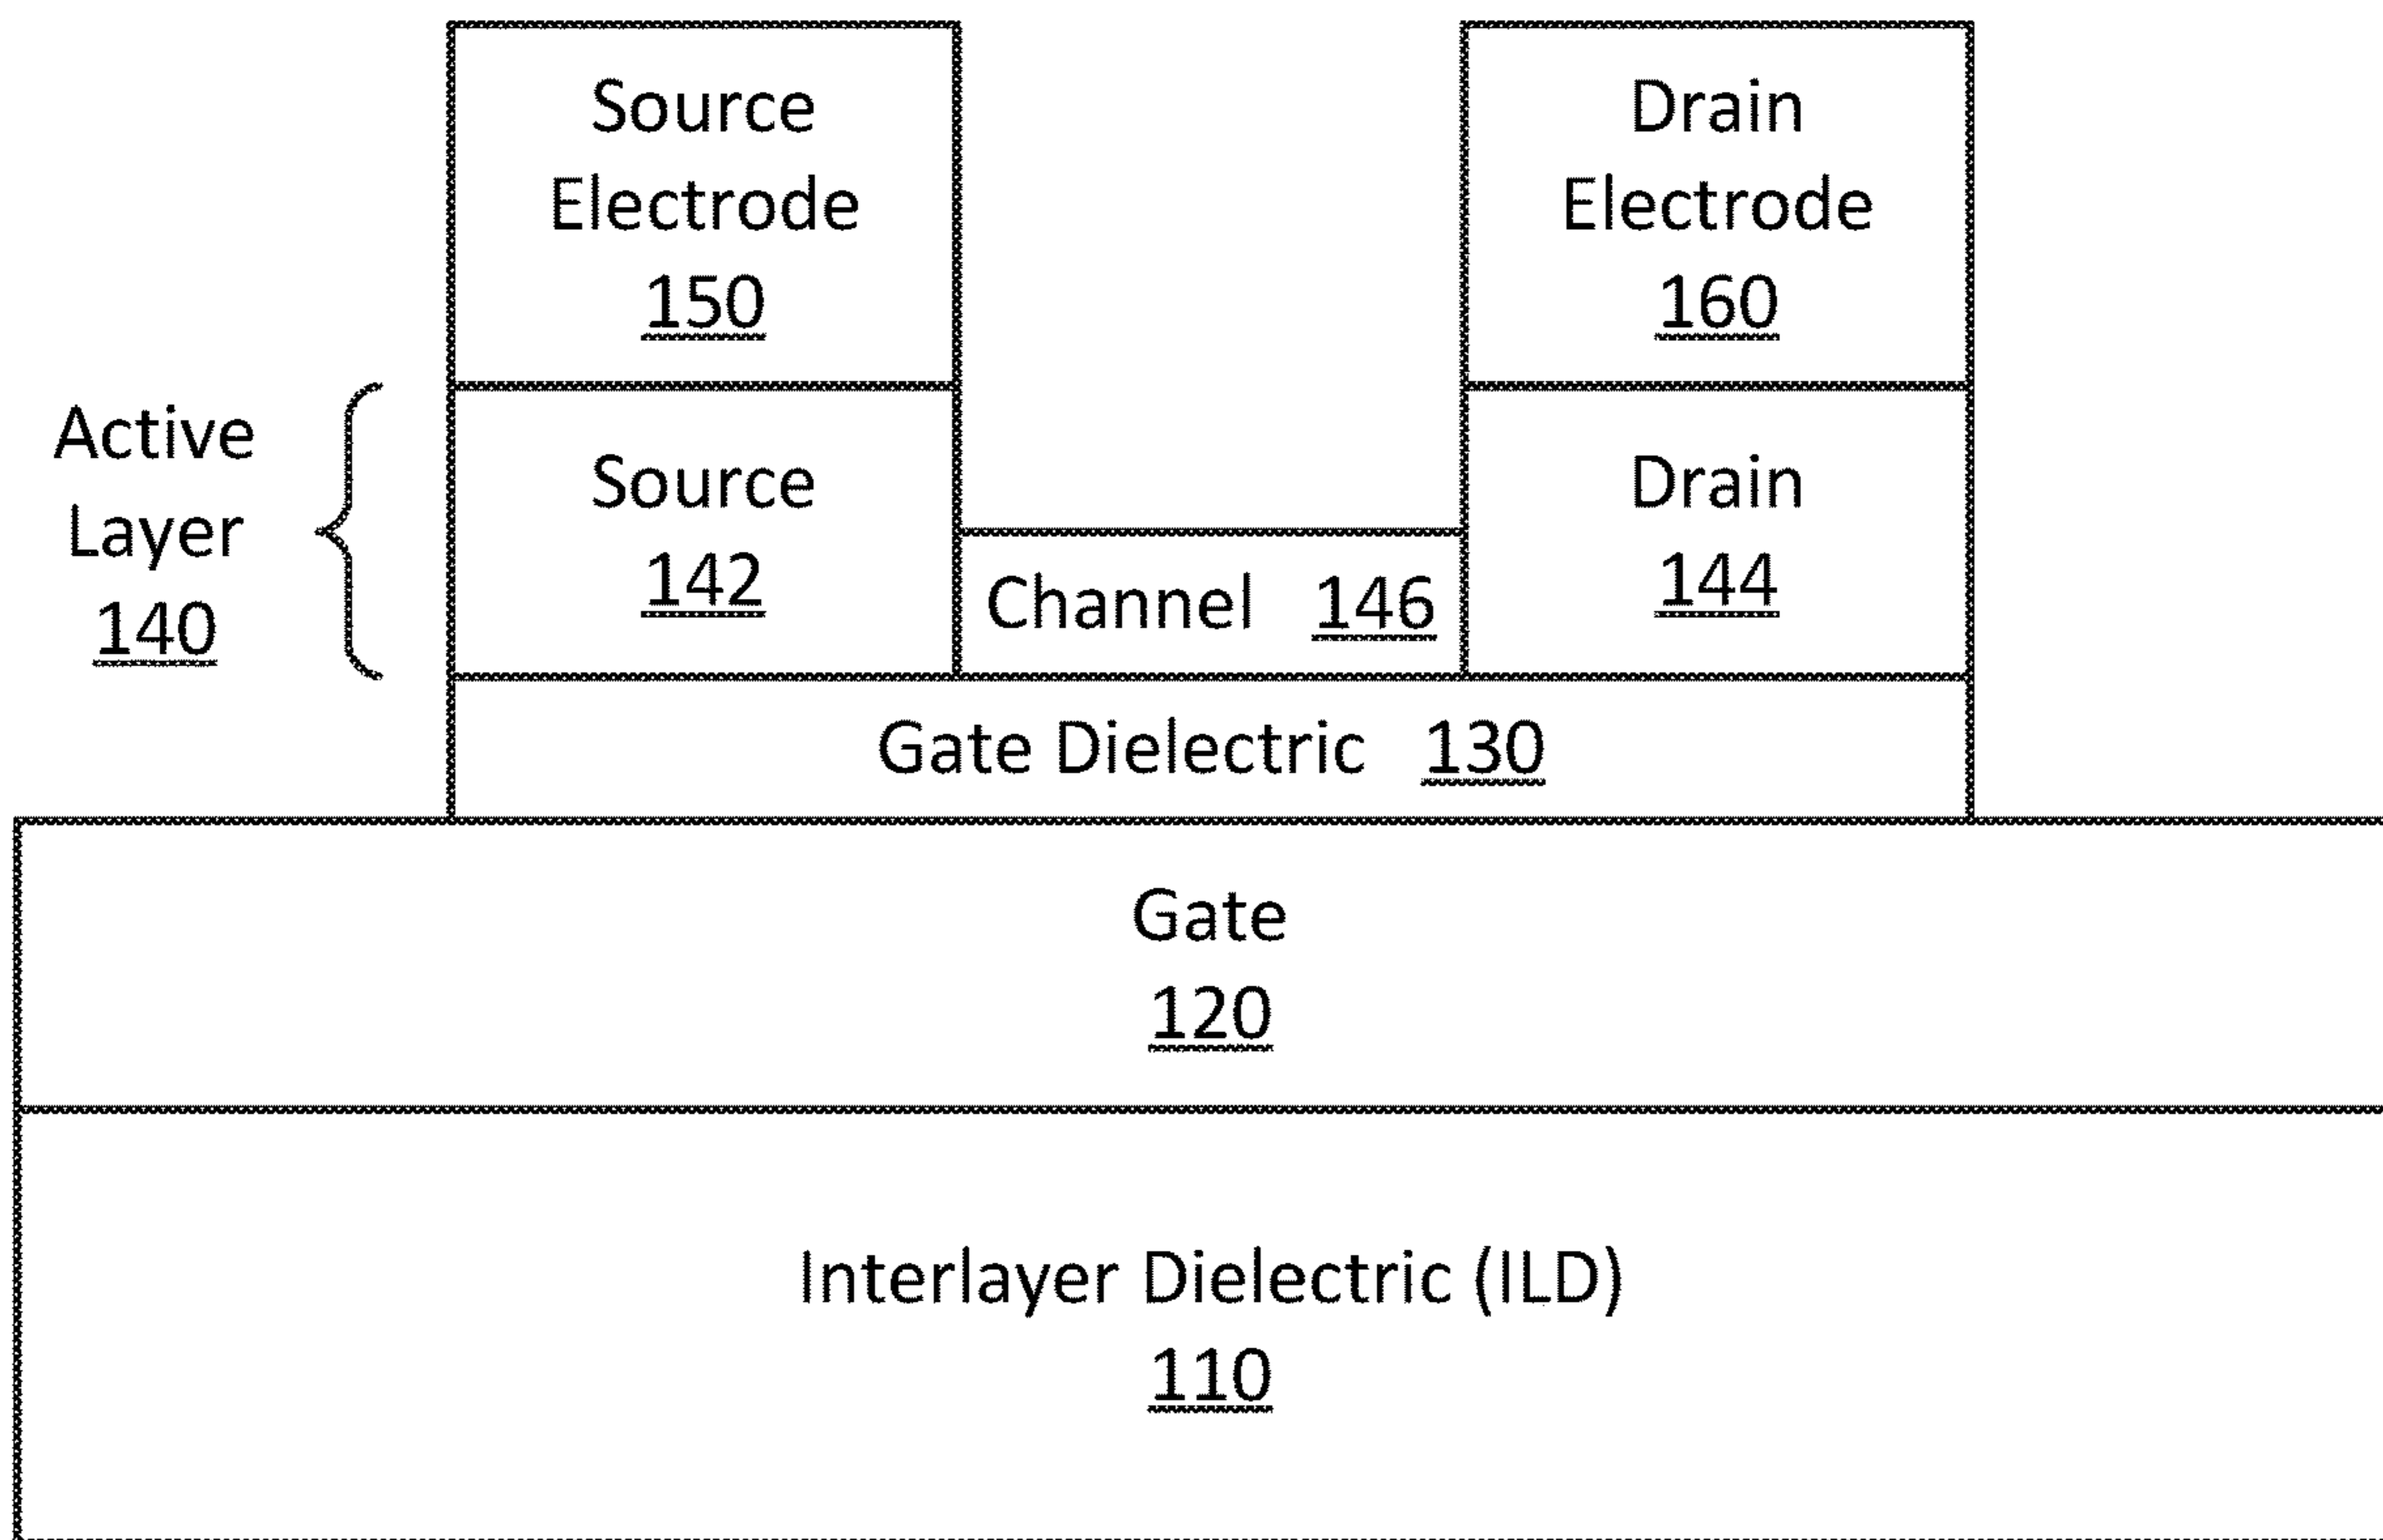 Source
Electrode
150
Drain
Electrode
160
Active
Layer
140
Source
142
Channel 146
Drain
144
Gate Dielectric 130
Gate
120
Interlayer Dielectric (ILD)
110